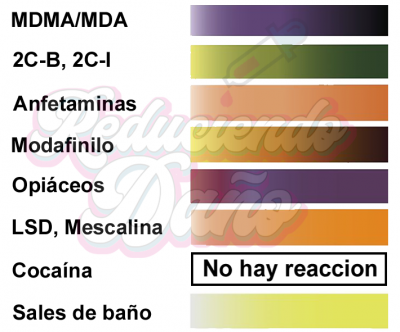 MDMA/MDA
2C-B, 2C-I
Anfetaminas
Modafinilo
Opiáceos
LSD, Mescalina
Cocaína
No hay reaccion
Sales de baño
Reduciendo
Daño